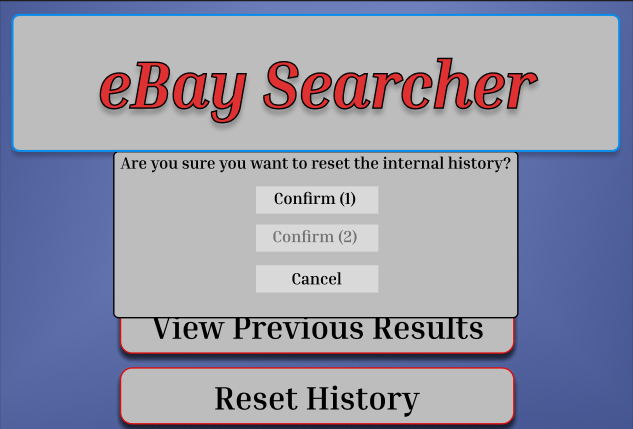 eBay Searcher
Are you sure you want to reset the internal history?
Confirm (1)
Confirm (2)
Cancel
View Previous Results
Reset History